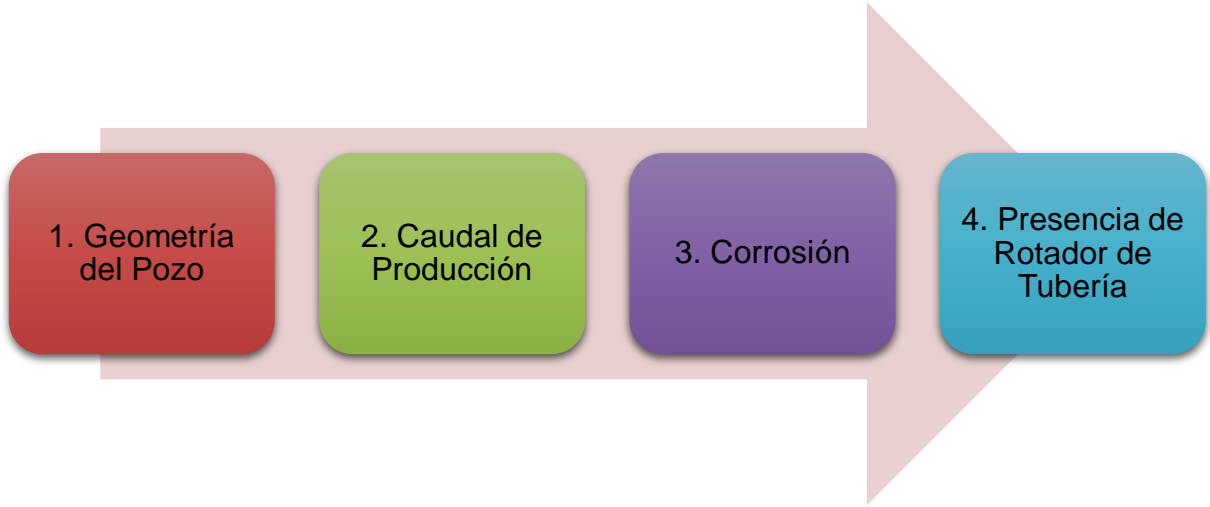 1. Geometría
del Pozo
2. Caudal de
Producción
3. Corrosión
4. Presencia de
Rotador de
Tubería